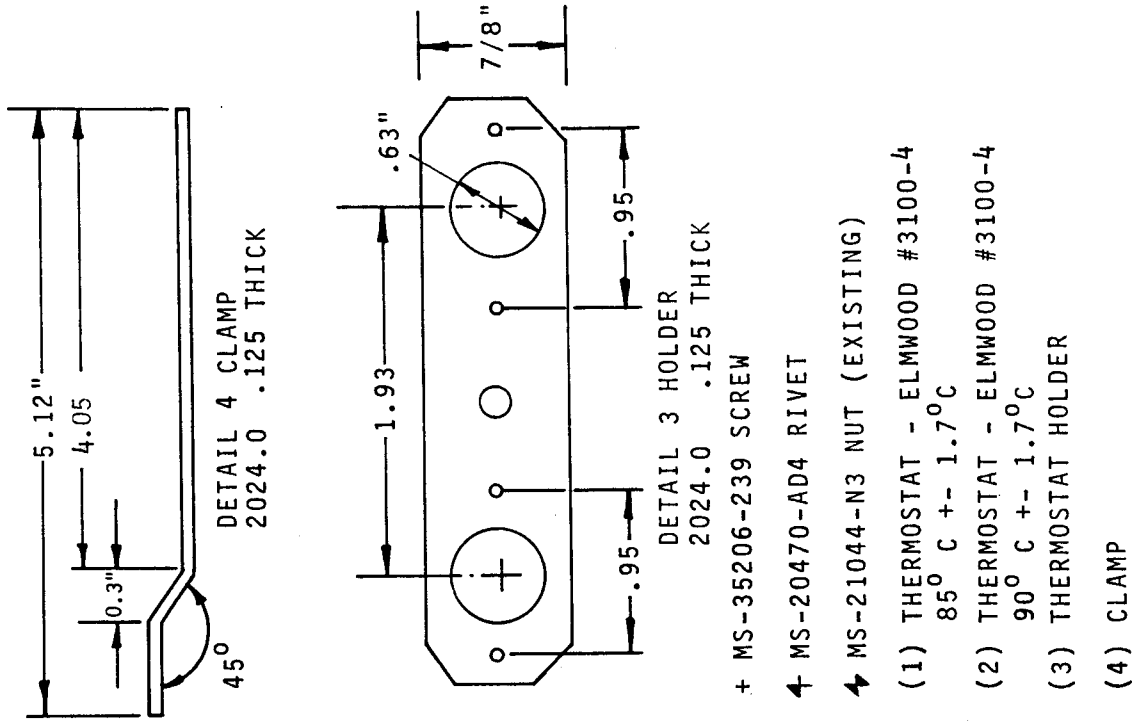 5.12"
4.05
0.3"
45°
DETAIL 4 CLAMP
2024.0 .125 THICK
7/8"
.63"
1.93
.95
.95
DETAIL 3 HOLDER
2024.0 .125 THICK
+ MS-35206-239 SCREW
MS-20470-AD4 RIVET
MS-21044-N3 NUT (EXISTING)
(1) THERMOSTAT - ELMWOOD #3100-4
85° C +- 1.7°C
(2) THERMOSTAT - ELMWOOD #3100-4
90° C +- 1.7°C
(3) THERMOSTAT HOLDER
(4) CLAMP